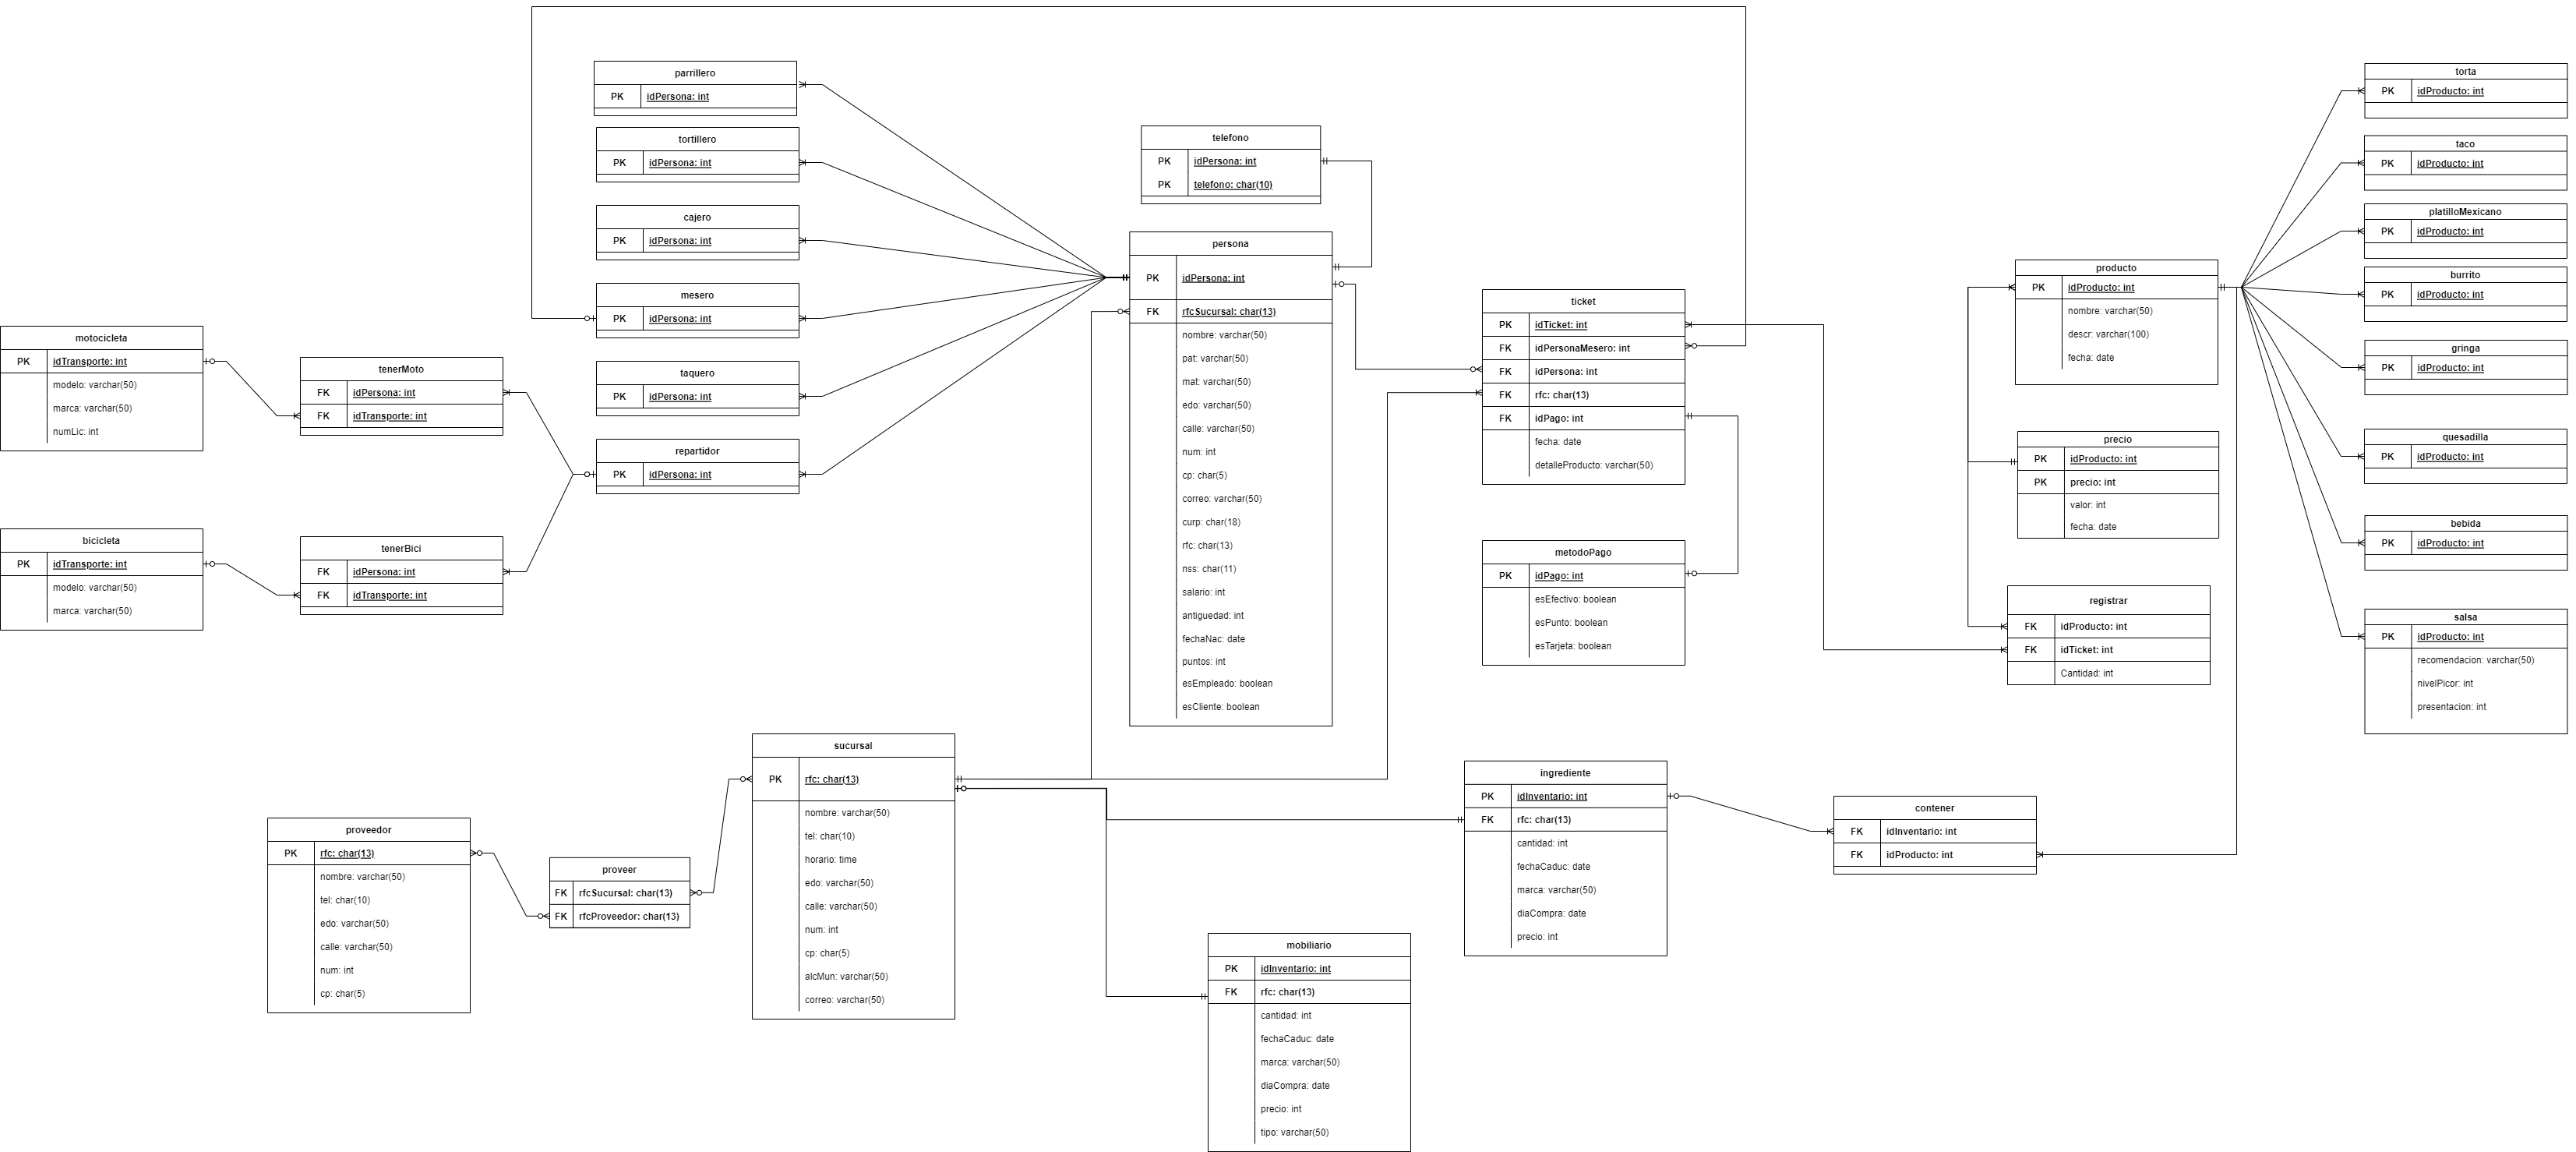 parrillero
PK idPersona: int
tortillero
PK idPersona: int
cajero
PK idPersona: int
mesero
PK idPersona: int
taquero
PK idPersona: int
repartidor
PK idPersona: int
motocicleta
PK idTransporte: int
modelo: varchar(50)
marca: varchar(50)
numLic: int
tenerMoto
FK idPersona: int
FK idTransporte: int
bicicleta
PK idTransporte: int
modelo: varchar(50)
marca: varchar(50)
tenerBici
FK idPersona: int
FK idTransporte: int
telefono
PK idPersona: int
PK telefono: char(10)
persona
PK idPersona: int
FK rfcSucursal: char(13)
nombre: varchar(50)
pat: varchar(50)
mat: varchar(50)
edo: varchar(50)
calle: varchar(50)
num: int
cp: char(5)
correo: varchar(50)
curp: char(18)
rfc: char(13)
nss: char(11)
salario: int
antiguedad: int
fechaNac: date
puntos: int
esEmpleado: boolean
esCliente: boolean
ticket
PK idTicket: int
FK idPersonaMesero: int
FK idPersona: int
FK rfc: char(13)
FK idPago: int
fecha: date
detalleProducto: varchar(50)
metodoPago
PK idPago: int
esEfectivo: boolean
esPunto: boolean
esTarjeta: boolean
producto
PK idProducto: int
nombre: varchar(50)
descr: varchar(100)
fecha: date
precio
PK idProducto: int
PK precio: int
valor: int
fecha: date
registrar
FK idProducto: int
FK idTicket: int
Cantidad: int
torta
PK idProducto: int
taco
PK idProducto: int
platilloMexicano
PK idProducto: int
burrito
PK idProducto: int
gringa
PK idProducto: int
quesadilla
PK idProducto: int
bebida
PK idProducto: int
salsa
PK idProducto: int
recomendacion: varchar(50)
nivelPicor: int
presentacion: int
sucursal
PK rfc: char(13)
nombre: varchar(50)
tel: char(10)
horario: time
edo: varchar(50)
calle: varchar(50)
num: int
cp: char(5)
alcMun: varchar(50)
correo: varchar(50)
proveedor
PK rfc: char(13)
nombre: varchar(50)
tel: char(10)
edo: varchar(50)
calle: varchar(50)
num: int
cp: char(5)
proveer
FK rfcSucursal: char(13)
FK rfcProveedor: char(13)
ingrediente
PK idInventario: int
FK rfc: char(13)
cantidad: int
fechaCaduc: date
marca: varchar(50)
diaCompra: date
precio: int
contener
FK idInventario: int
FK idProducto: int
mobiliario
PK idInventario: int
FK rfc: char(13)
cantidad: int
fechaCaduc: date
marca: varchar(50)
diaCompra: date
precio: int
tipo: varchar(50)